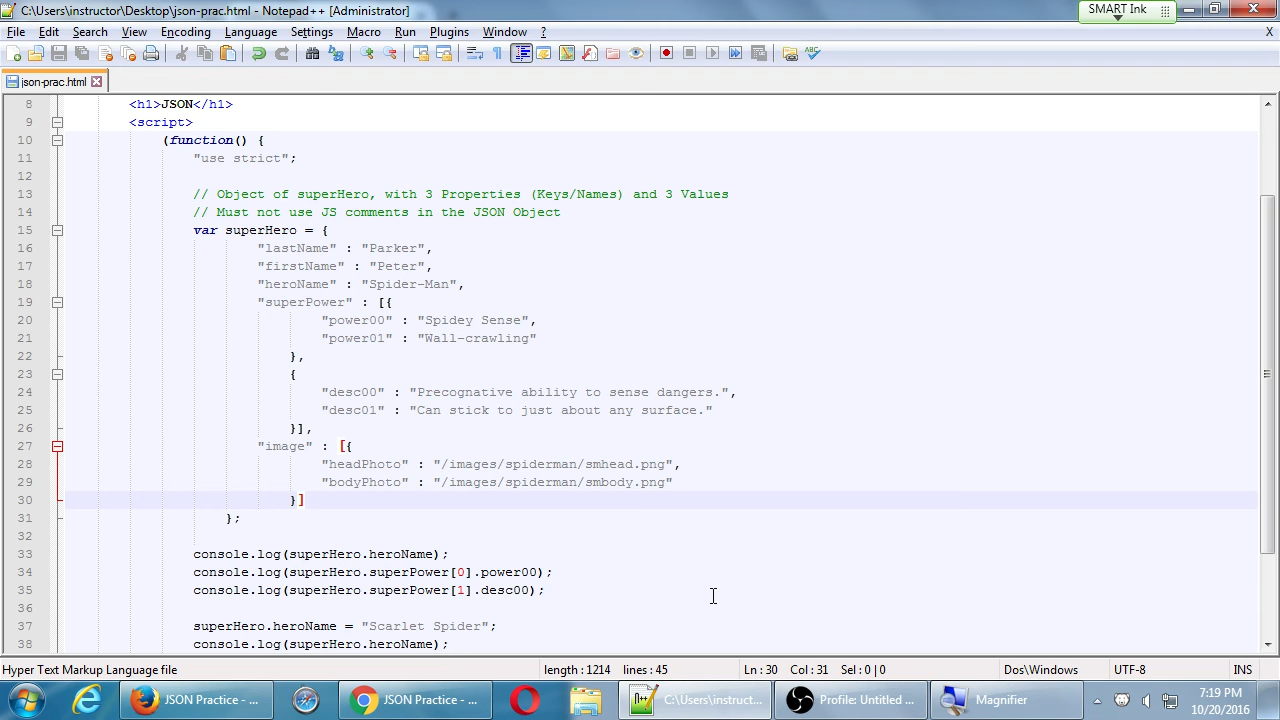 C:\Users\instructor\Desktop\json-prac.html - Notepad++ [Administrator]
SMART Ink
File Edit Search View Encoding Language Settings Macro Run Plugins Window ? X
json-prac.html
8 <h1>JSON</h1>
9 <script>
10 (function() {
11 "use strict";
12
13 // Object of superHero, with 3 Properties (Keys/Names) and 3 Values
14 // Must not use JS comments in the JSON Object
15 var superHero = {
16 "lastName" : "Parker",
17 "firstName" : "Peter",
18 "heroName" : "Spider-Man",
19 "superPower" : [{
20 "power00" : "Spidey Sense",
21 "power01" : "Wall-crawling"
22 },
23 {
24 "desc00" : "Precognative ability to sense dangers.",
25 "desc01" : "Can stick to just about any surface."
26 }],
27 "image" : [{
28 "headPhoto" : "/images/spiderman/smhead.png",
29 "bodyPhoto" : "/images/spiderman/smbody.png"
30 }]
31 };
32
33 console.log(superHero.heroName);
34 console.log(superHero.superPower[0].power00);
35 console.log(superHero.superPower[1].desc00);
36
37 superHero.heroName = "Scarlet Spider";
38 console.log(superHero.heroName);
Hyper Text Markup Language file length : 1214 lines : 45 Ln : 30 Col : 31 Sel : 0 | 0 Dos\Windows UTF-8 INS
JSON Practice - ... JSON Practice - ... C:\Users\instruct... Profile: Untitled ... Magnifier 7:19 PM
10/20/2016